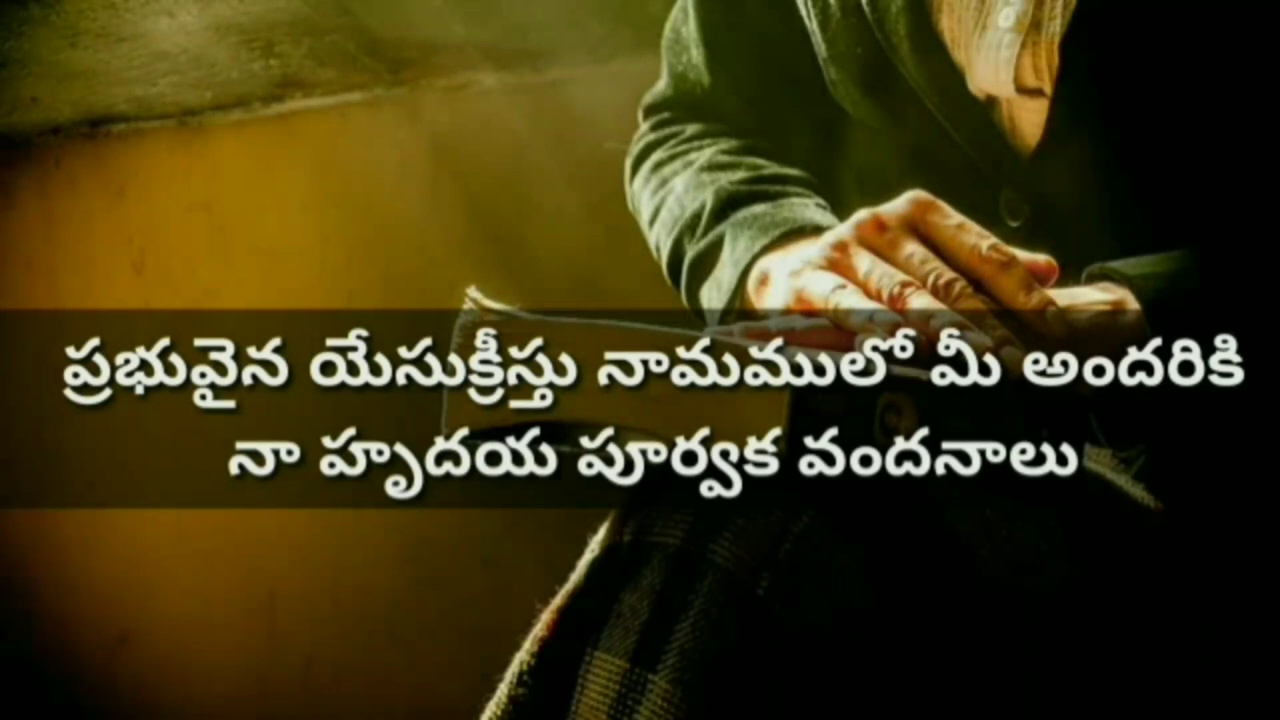 ప్రభువైన యేసుక్రీస్తు నామములో మీ అందరికి
నా హృదయ పూర్వక వందనాలు